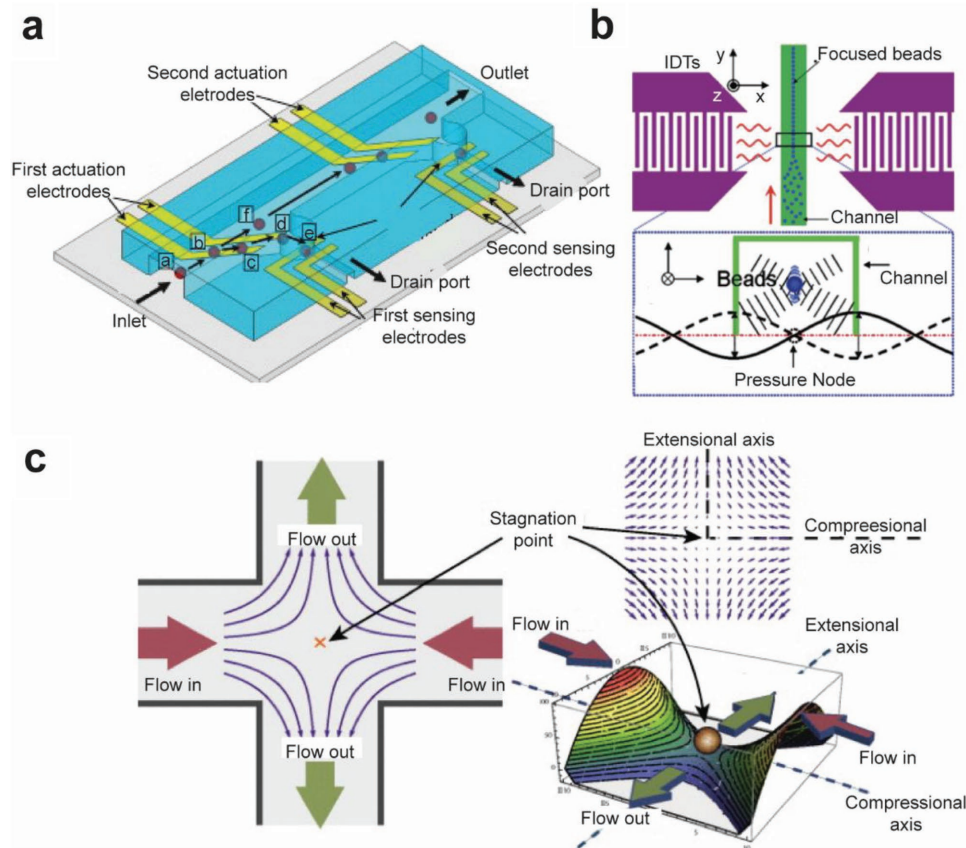 a
Second actuation
eletrodes
Outlet
First actuation
electrodes
a
b
c
d
e
f
Drain port
Second sensing
electrodes
Drain port
First sensing
electrodes
Inlet
b
IDTs
y
z
x
Focused beads
Channel
Beads
Channel
Pressure Node
c
Flow out
Flow in
Flow in
Flow out
Stagnation
point
Extensional axis
Compreesional
axis
Flow in
Extensional
axis
Flow in
Flow out
Compressional
axis